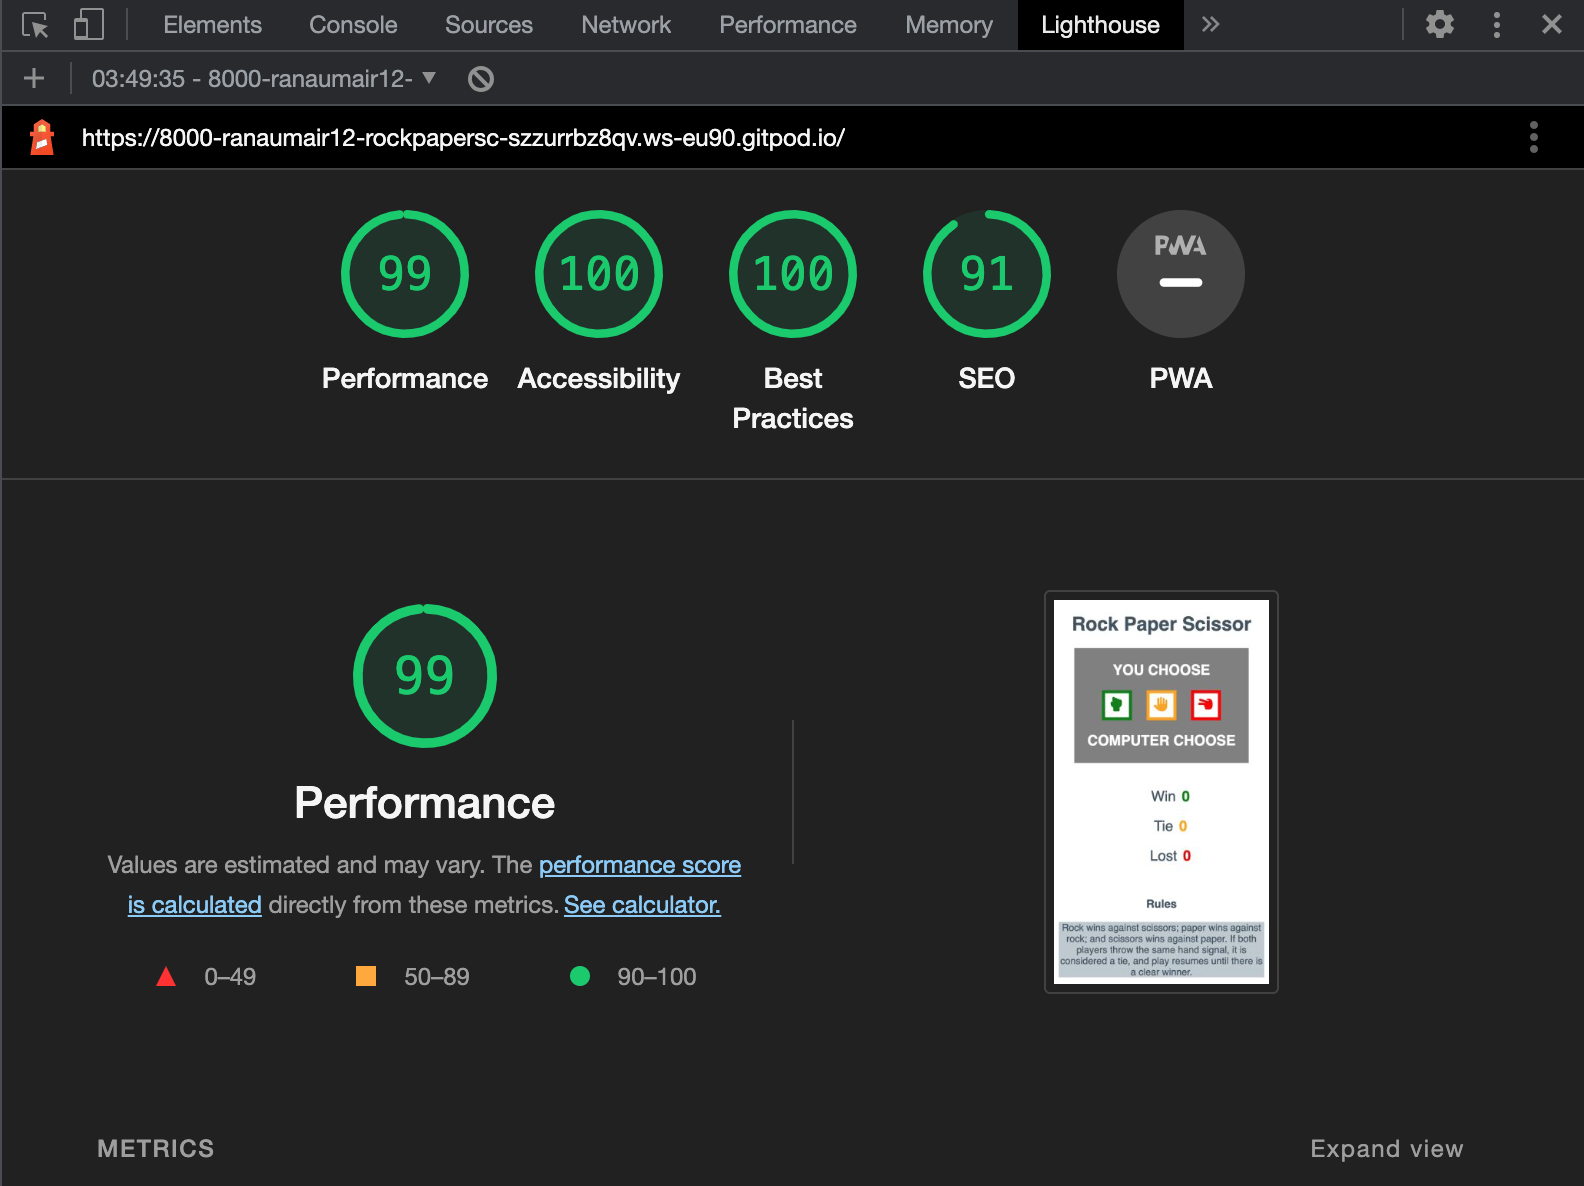 Elements Console Sources Network Performance Memory Lighthouse »
03:49:35 - 8000-ranaumair12-
https://8000-ranaumair12-rockpapersc-szzurrbz8qv.ws-eu90.gitpod.io/
99 100 100 91 PWA
Performance Accessibility Best Practices SEO PWA
99
Performance
Values are estimated and may vary. The performance score
is calculated directly from these metrics. See calculator.
0–49 50–89 90–100
Rock Paper Scissor
YOU CHOOSE
COMPUTER CHOOSE
Win 0
Tie 0
Lost 0
Rules
Rock wins against scissors; paper wins against
rock; and scissors wins against paper. If both
players throw the same hand signal, it is
considered a tie, and play resumes until there is
a clear winner.
METRICS Expand view